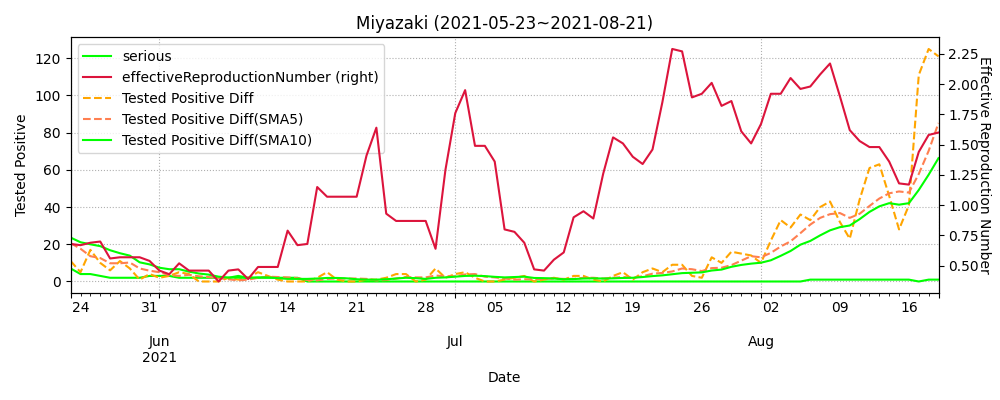 Miyazaki (2021-05-23~2021-08-21)
serious
effectiveReproductionNumber (right)
Tested Positive Diff
Tested Positive Diff(SMA5)
Tested Positive Diff(SMA10)
Tested Positive
120
100
80
60
40
20
0
2.25
2.00
1.75
1.50
1.25
1.00
0.75
0.50
Effective Reproduction Number
24 31 07 14 21 28 05 12 19 26 02 09 16
Jun Jul Aug
2021
Date